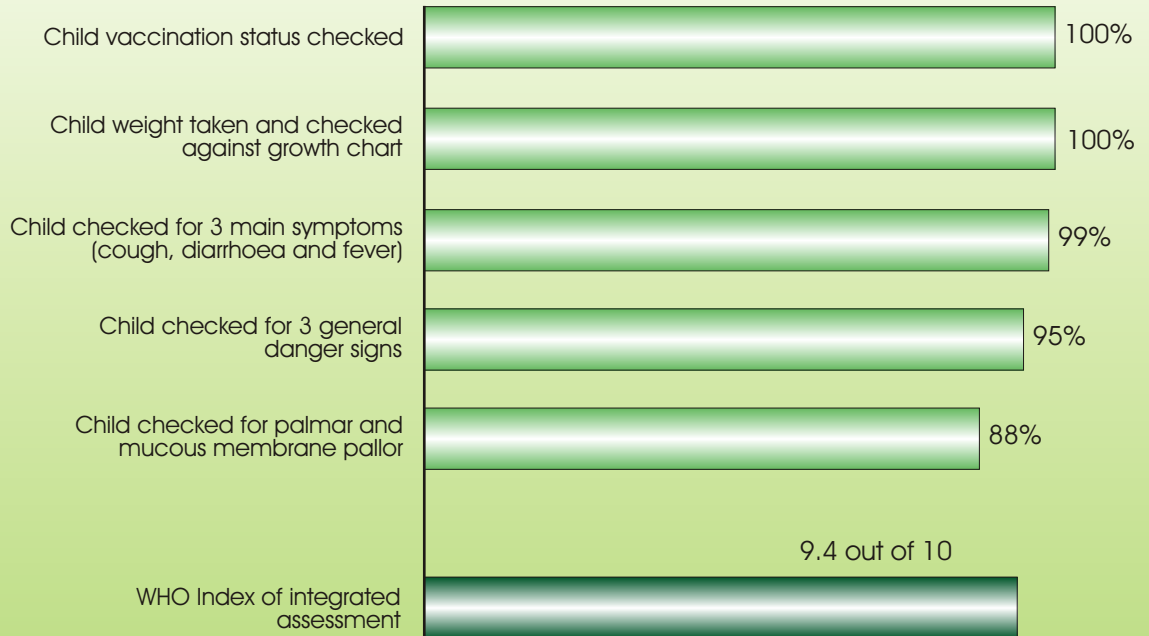 Child vaccination status checked
100%
Child weight taken and checked
against growth chart
100%
Child checked for 3 main symptoms
(cough, diarrhoea and fever)
99%
Child checked for 3 general
danger signs
95%
Child checked for palmar and
mucous membrane pallor
88%
WHO Index of integrated
assessment
9.4 out of 10